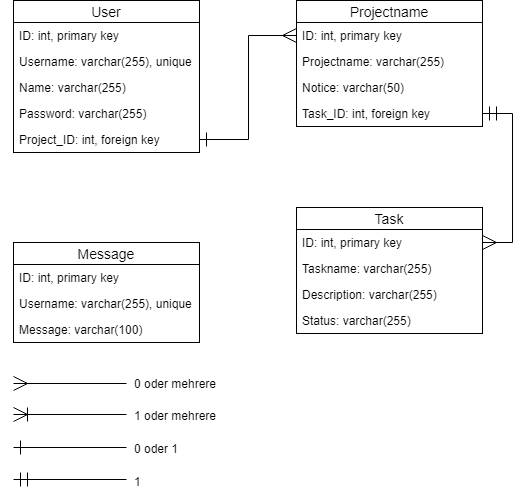 User
ID: int, primary key
Username: varchar(255), unique
Name: varchar(255)
Password: varchar(255)
Project_ID: int, foreign key
Projectname
ID: int, primary key
Projectname: varchar(255)
Notice: varchar(50)
Task_ID: int, foreign key
Message
ID: int, primary key
Username: varchar(255), unique
Message: varchar(100)
Task
ID: int, primary key
Taskname: varchar(255)
Description: varchar(255)
Status: varchar(255)
0 oder mehrere
1 oder mehrere
0 oder 1
1